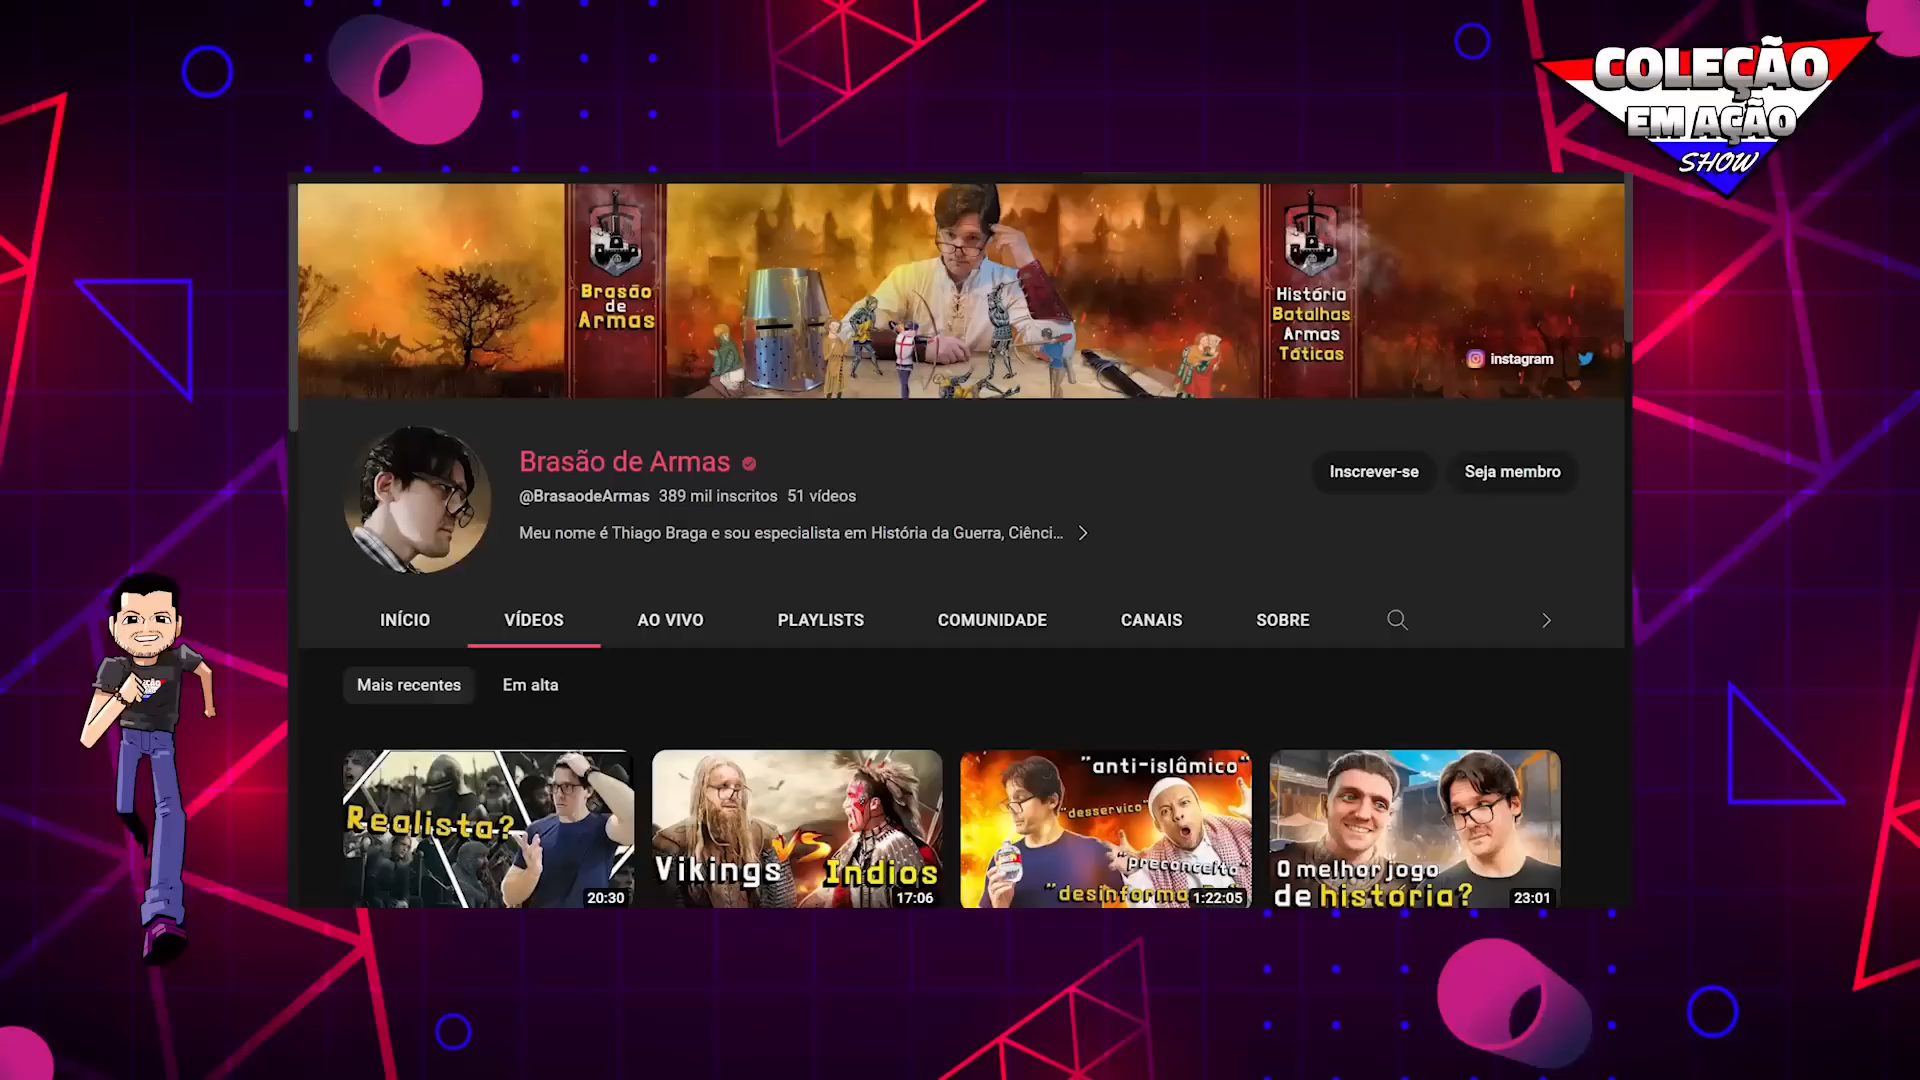 COLEÇÃO
EM AÇÃO
SHOW
Brasão
de
Armas
História
Batalhas
Armas
Táticas
instagram
Brasão de Armas
@BrasaodeArmas 389 mil inscritos 51 vídeos
Meu nome é Thiago Braga e sou especialista em História da Guerra, Ciênci...
Inscrever-se
Seja membro
INÍCIO
VÍDEOS
AO VIVO
PLAYLISTS
COMUNIDADE
CANAIS
SOBRE
Mais recentes
Em alta
Realista?
20:30
Vikings vs Índios
17:06
"anti-islâmico"
"desserviço"
"preconceito"
"desinforma
1:22:05
O melhor jogo
de história?
23:01